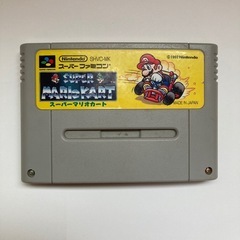 Nintendo SHVC-MK
スーパーファミコン
SUPER
MARIO KART
スーパーマリオカート
© 1992 Nintendo
MADE IN JAPAN